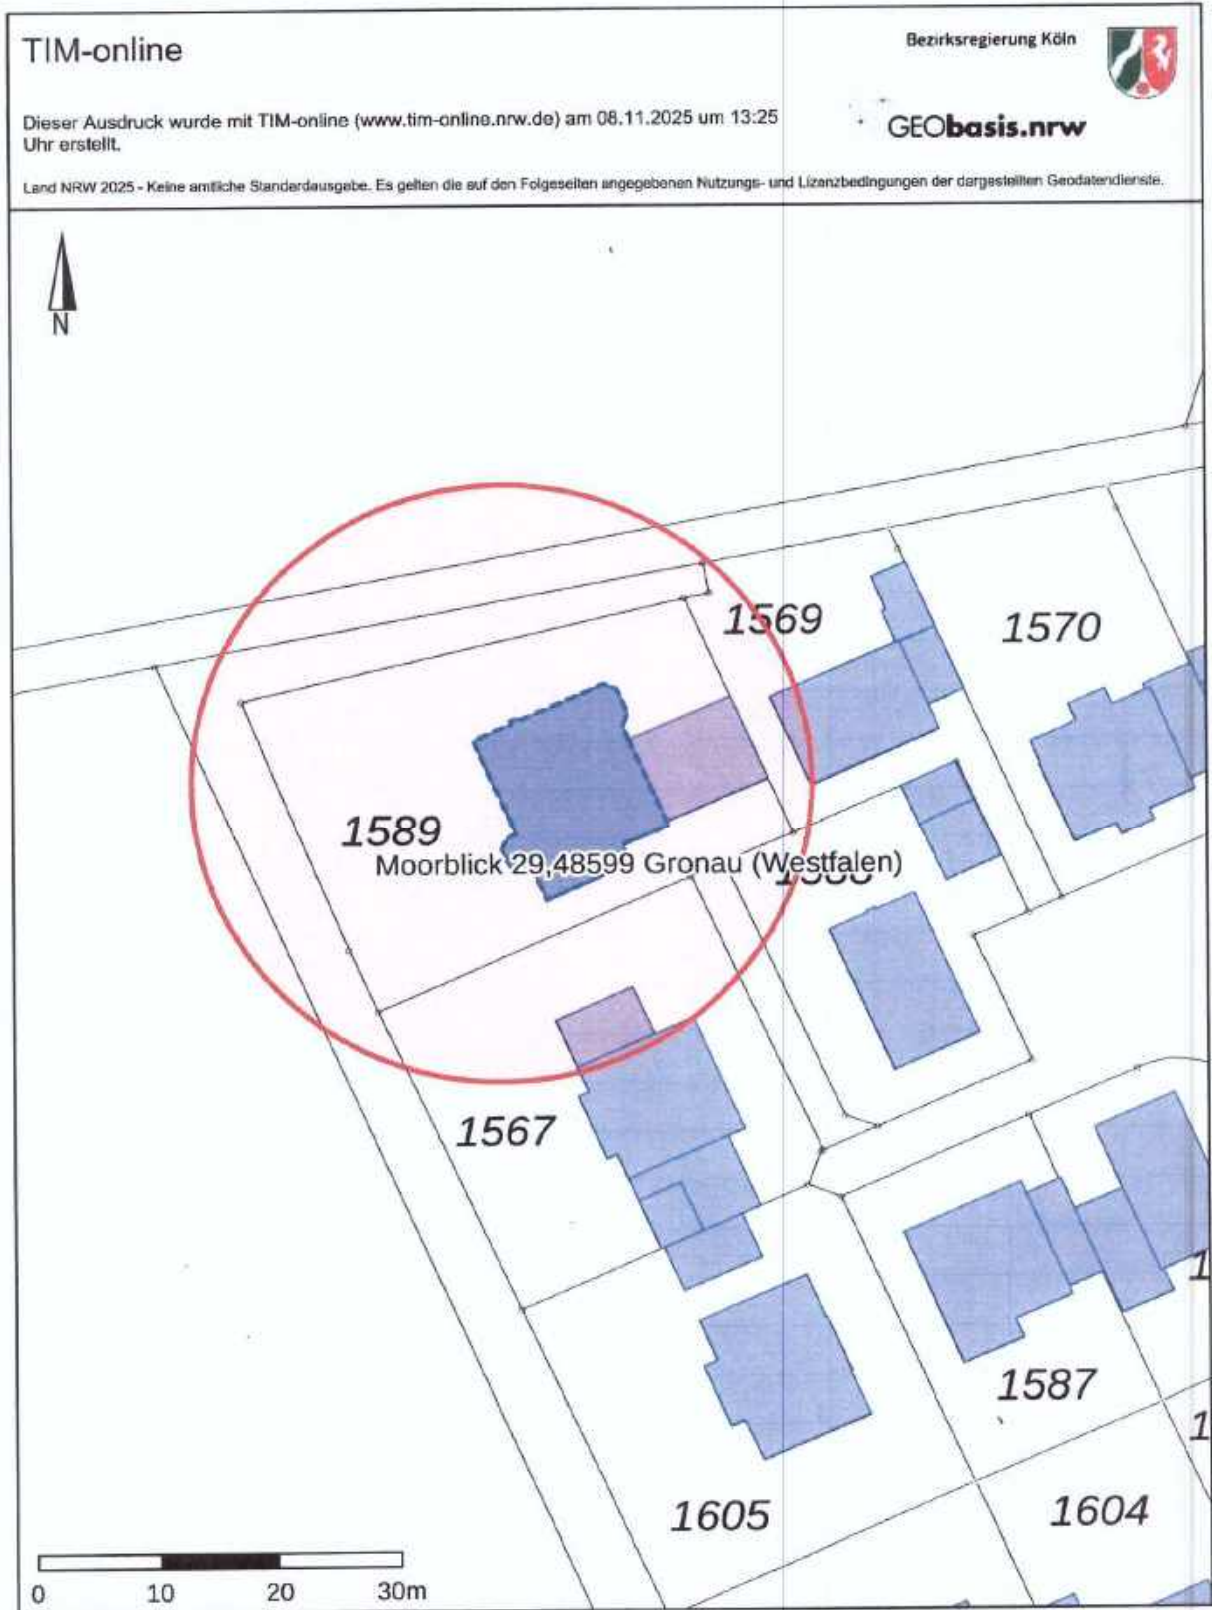 TIM-online
Bezirksregierung Köln
Dieser Ausdruck wurde mit TIM-online (www.tim-online.nrw.de) am 08.11.2025 um 13:25
Uhr erstellt.
GEObasis.nrw
Land NRW 2025 - Keine amtliche Standardausgabe. Es gelten die auf den Folgeseiten angegebenen Nutzungs- und Lizenzbedingungen der dargestellten Geodatendienste.
N
1569
1570
1589
Moorblick 29,48599 Gronau (Westfalen)
1567
1587
1605
1604
0 10 20 30m